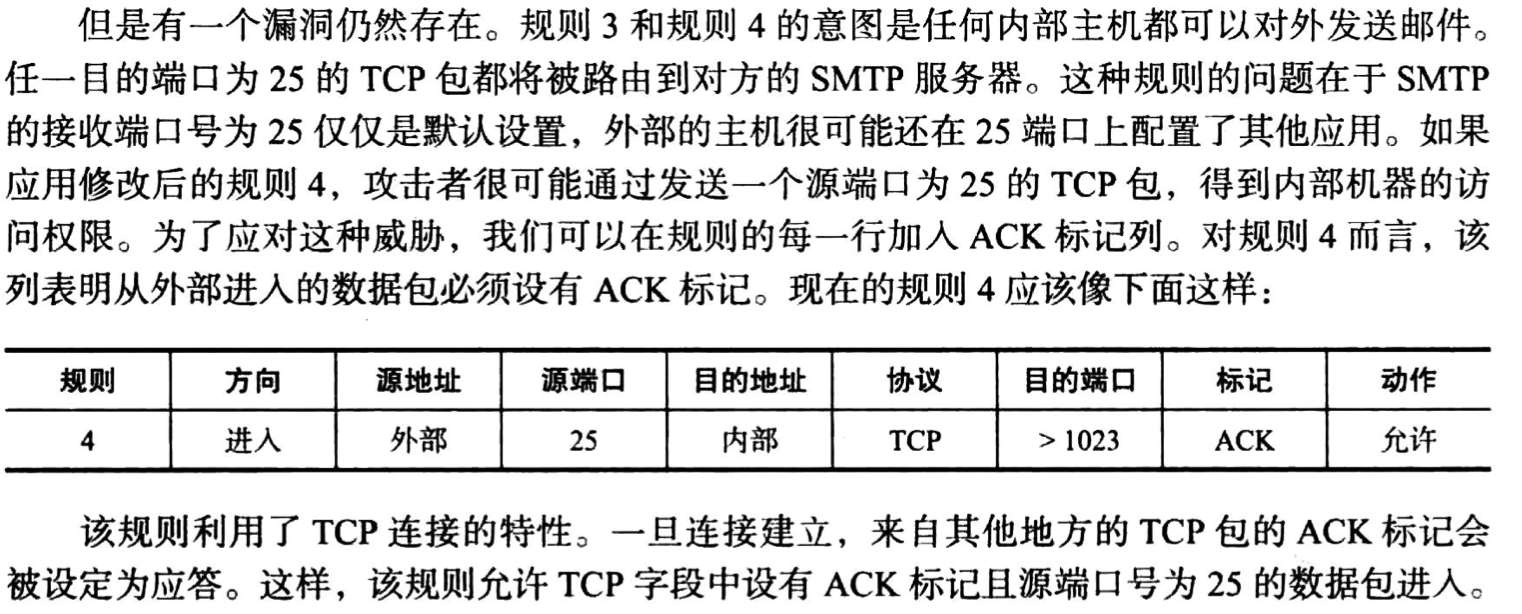 但是有一个漏洞仍然存在。规则 3 和规则 4 的意图是任何内部主机都可以对外发送邮件。
任一目的端口为 25 的 TCP 包都将被路由到对方的 SMTP 服务器。这种规则的问题在于 SMTP
的接收端口号为 25 仅仅是默认设置，外部的主机很可能还在 25 端口上配置了其他应用。如果
应用修改后的规则 4，攻击者很可能通过发送一个源端口为 25 的 TCP 包，得到内部机器的访
问权限。为了应对这种威胁，我们可以在规则的每一行加入 ACK 标记列。对规则 4 而言，该
列表明从外部进入的数据包必须设有 ACK 标记。现在的规则 4 应该像下面这样：
规则 方向 源地址 源端口 目的地址 协议 目的端口 标记 动作
4 进入 外部 25 内部 TCP > 1023 ACK 允许
该规则利用了 TCP 连接的特性。一旦连接建立，来自其他地方的 TCP 包的 ACK 标记会
被设定为应答。这样，该规则允许 TCP 字段中设有 ACK 标记且源端口号为 25 的数据包进入。